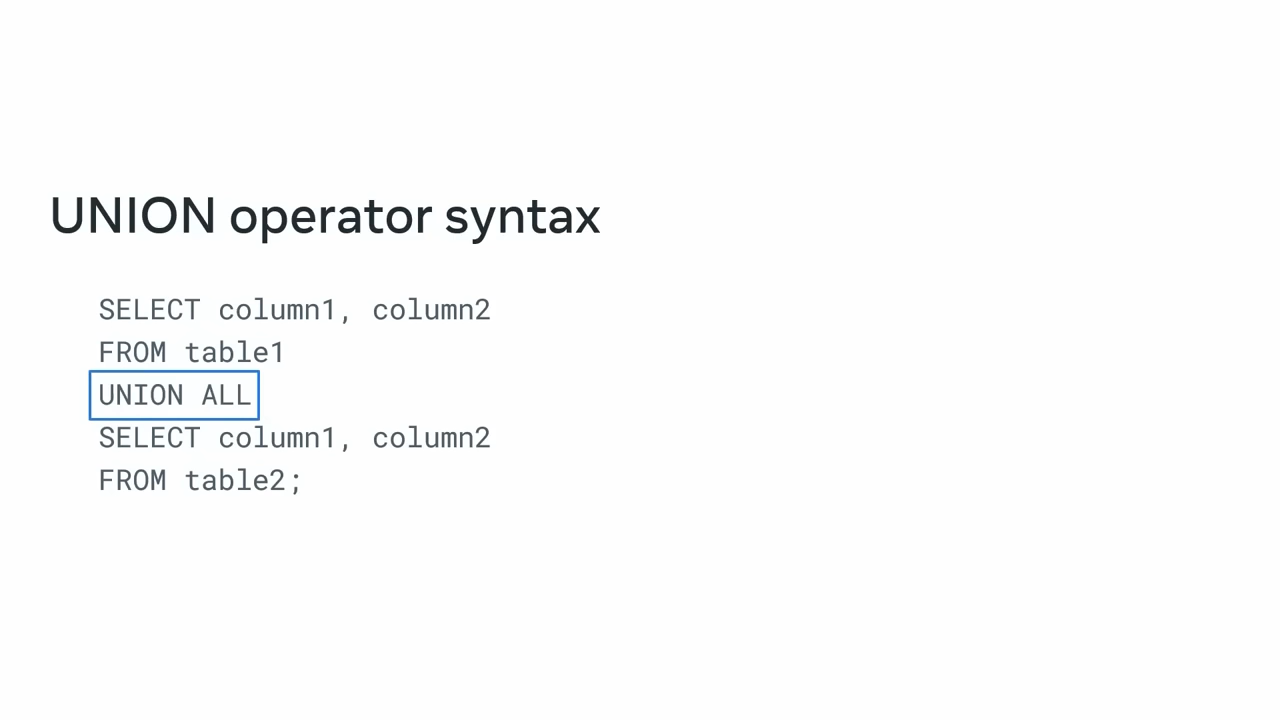 UNION operator syntax
SELECT column1, column2
FROM table1
UNION ALL
SELECT column1, column2
FROM table2;